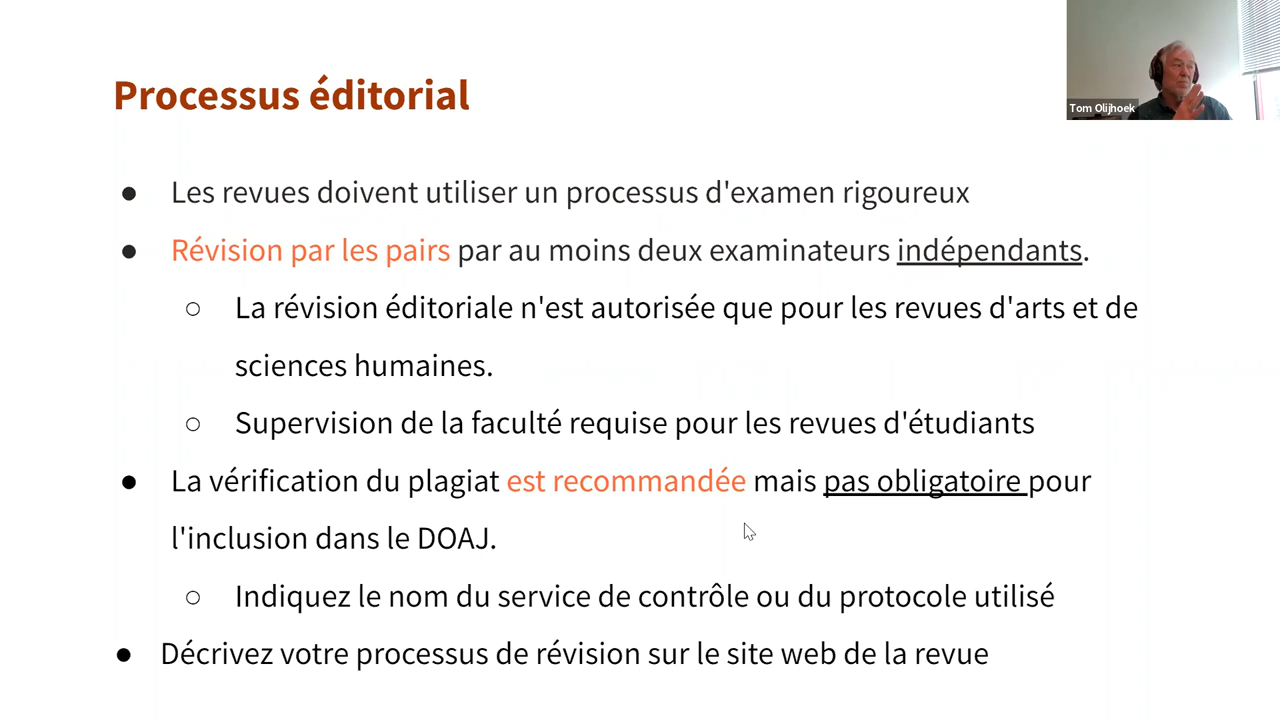 Processus éditorial
Tom Olijhoek
● Les revues doivent utiliser un processus d'examen rigoureux
● Révision par les pairs par au moins deux examinateurs indépendants.
○ La révision éditoriale n'est autorisée que pour les revues d'arts et de
sciences humaines.
○ Supervision de la faculté requise pour les revues d'étudiants
● La vérification du plagiat est recommandée mais pas obligatoire pour
l'inclusion dans le DOAJ.
○ Indiquez le nom du service de contrôle ou du protocole utilisé
● Décrivez votre processus de révision sur le site web de la revue